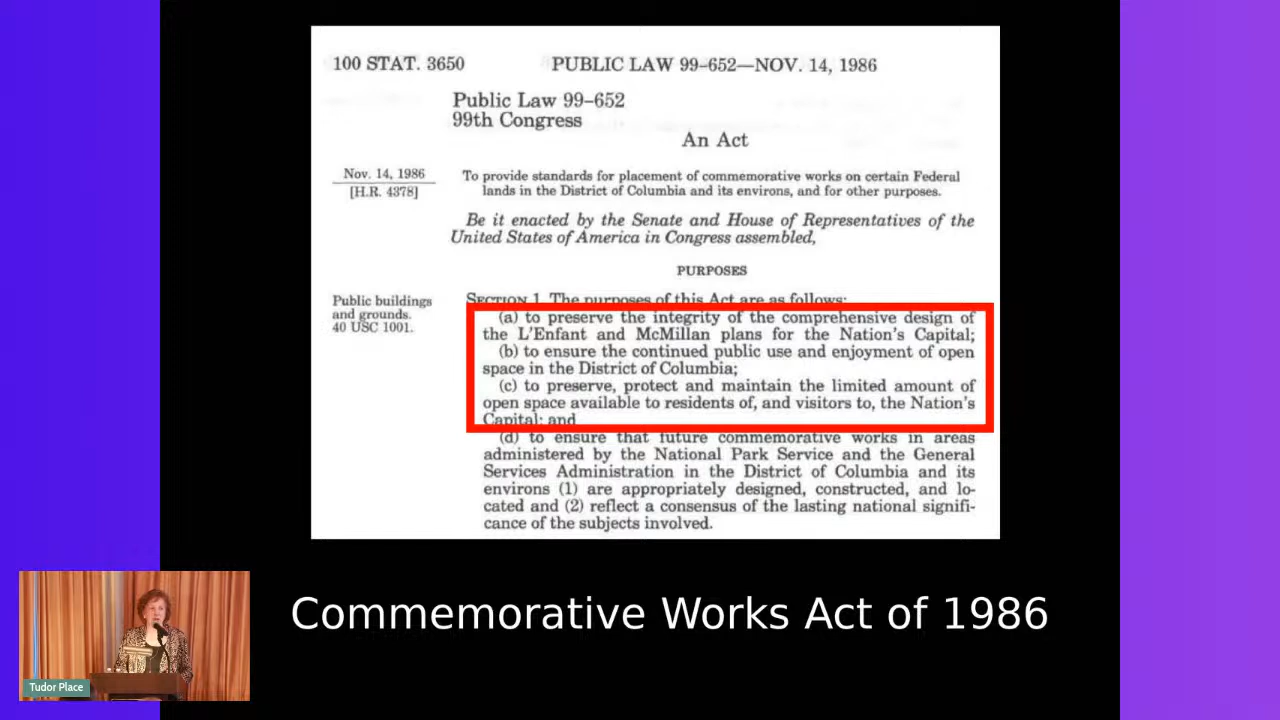 100 STAT. 3650 PUBLIC LAW 99–652—NOV. 14, 1986
Public Law 99–652
99th Congress
An Act
Nov. 14, 1986
[H.R. 4378]
To provide standards for placement of commemorative works on certain Federal
lands in the District of Columbia and its environs, and for other purposes.
Be it enacted by the Senate and House of Representatives of the
United States of America in Congress assembled,
PURPOSES
Public buildings
and grounds.
40 USC 1001.
SECTION 1. The purposes of this Act are as follows:
(a) to preserve the integrity of the comprehensive design of
the L'Enfant and McMillan plans for the Nation's Capital;
(b) to ensure the continued public use and enjoyment of open
space in the District of Columbia;
(c) to preserve, protect and maintain the limited amount of
open space available to residents of, and visitors to, the Nation's
Capital; and
(d) to ensure that future commemorative works in areas
administered by the National Park Service and the General
Services Administration in the District of Columbia and its
environs (1) are appropriately designed, constructed, and lo-
cated and (2) reflect a consensus of the lasting national signifi-
cance of the subjects involved.
Commemorative Works Act of 1986
Tudor Place